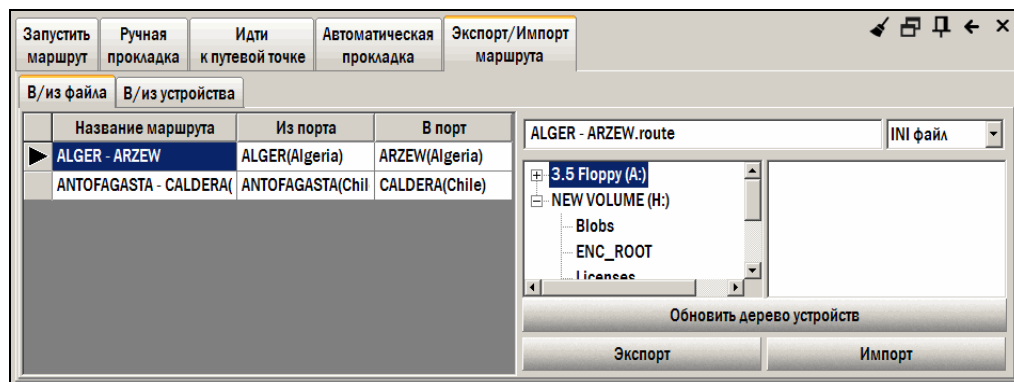 Запустить маршрут
Ручная прокладка
Идти к путевой точке
Автоматическая прокладка
Экспорт/Импорт маршрута
В/из файла
В/из устройства
Название маршрута
Из порта
В порт
ALGER - ARZEW
ALGER(Algeria)
ARZEW(Algeria)
ANTOFAGASTA - CALDERA(
ANTOFAGASTA(Chil
CALDERA(Chile)
ALGER - ARZEW.route
INI файл
3.5 Floppy (A:)
NEW VOLUME (H:)
Blobs
ENC_ROOT
Licenses
Обновить дерево устройств
Экспорт
Импорт